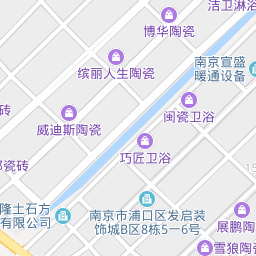 洁卫淋浴
博华陶瓷
南京宣盛
暖通设备
缤丽人生陶瓷
闽瓷卫浴
威迪斯陶瓷
巧匠卫浴
瓷砖
隆土石方
有限公司
南京市浦口区发启装
饰城B区8栋5一6号
展鹏陶
雪狼陶瓷